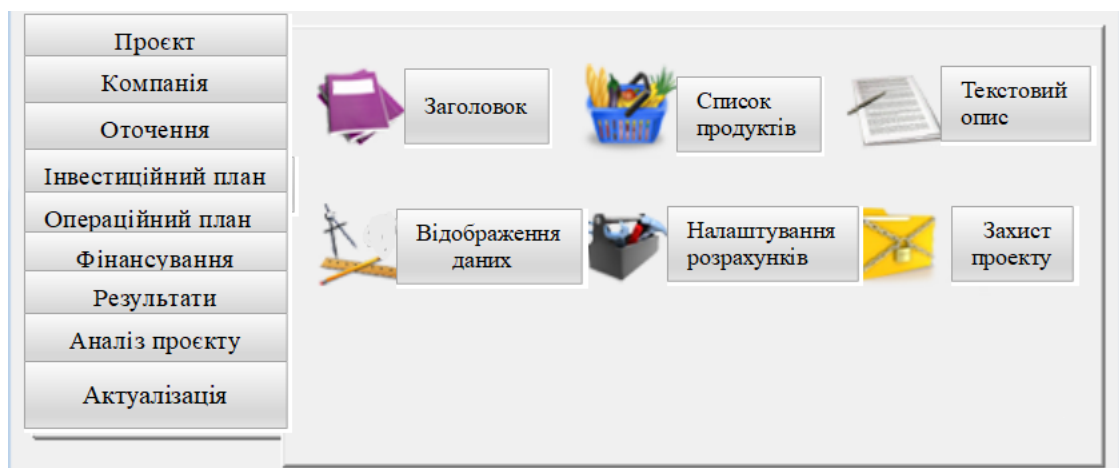 Проєкт
Компанія
Оточення
Інвестиційний план
Операційний план
Фінансування
Результати
Аналіз проєкту
Актуалізація
Заголовок
Список
продуктів
Текстовий
опис
Відображення
даних
Налаштування
розрахунків
Захист
проекту